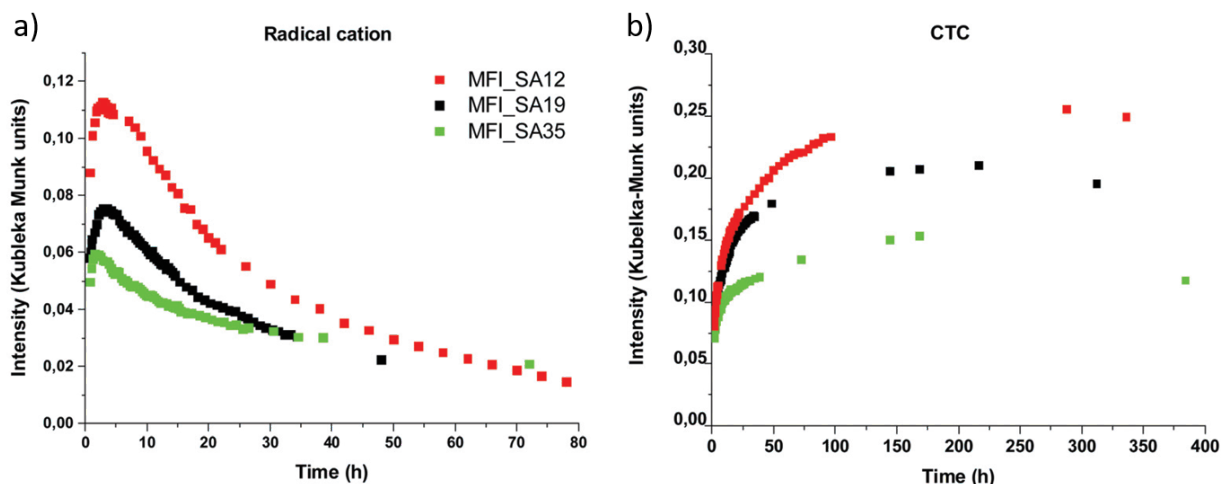 a)
Radical cation
Intensity (Kubleka Munk units)
0,12
0,10
0,08
0,06
0,04
0,02
0,00
MFI_SA12
MFI_SA19
MFI_SA35
0 10 20 30 40 50 60 70 80
Time (h)
b)
CTC
Intensity (Kubelka-Munk units)
0,30
0,25
0,20
0,15
0,10
0,05
0,00
0 50 100 150 200 250 300 350 400
Time (h)